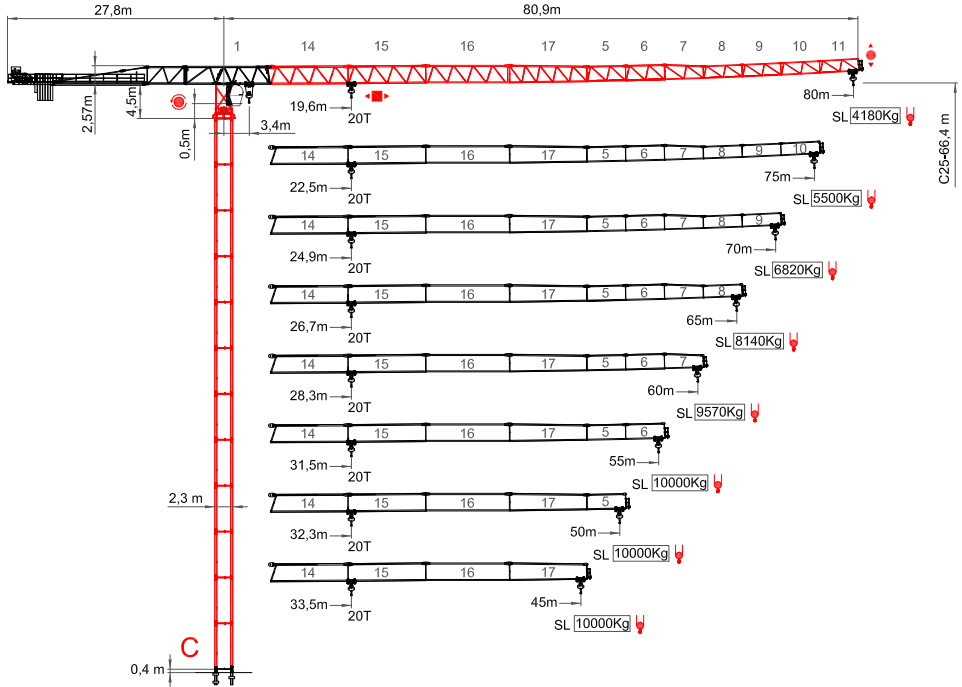 27,8m 80,9m
1 14 15 16 17 5 6 7 8 9 10 11
2,57m
4,5m
0,5m
3,4m
19,6m
20T
80m
SL 4180Kg
C25-66,4 m
14 15 16 17 5 6 7 8 9 10
22,5m
20T
75m
SL 5500Kg
14 15 16 17 5 6 7 8 9
24,9m
20T
70m
SL 6820Kg
14 15 16 17 5 6 7 8
26,7m
20T
65m
SL 8140Kg
14 15 16 17 5 6 7
28,3m
20T
60m
SL 9570Kg
14 15 16 17 5 6
31,5m
20T
55m
SL 10000Kg
2,3 m
14 15 16 17 5
32,3m
20T
50m
SL 10000Kg
14 15 16 17
33,5m
20T
45m
SL 10000Kg
C
0,4 m